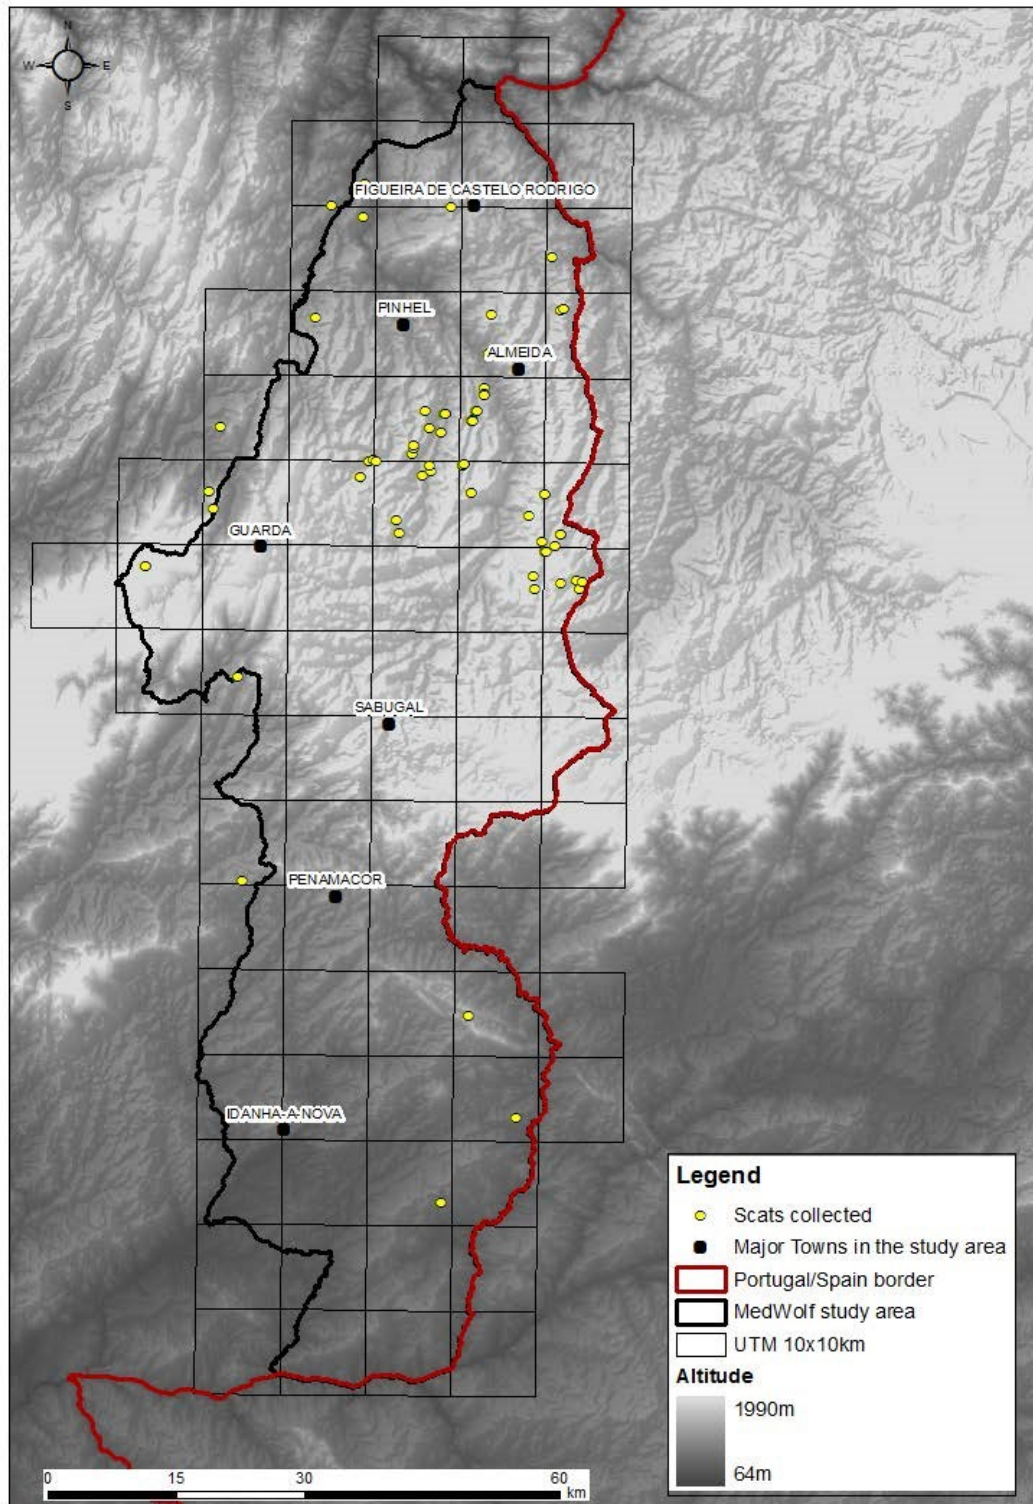 N
W E
S
FIGUEIRA DE CASTELO RODRIGO
PINHEL
ALMEIDA
GUARDA
SABUGAL
PENAMACOR
IDANHA-A-NOVA
Legend
Scats collected
Major Towns in the study area
Portugal/Spain border
MedWolf study area
UTM 10x10km
Altitude
1990m
64m
0 15 30 60
km